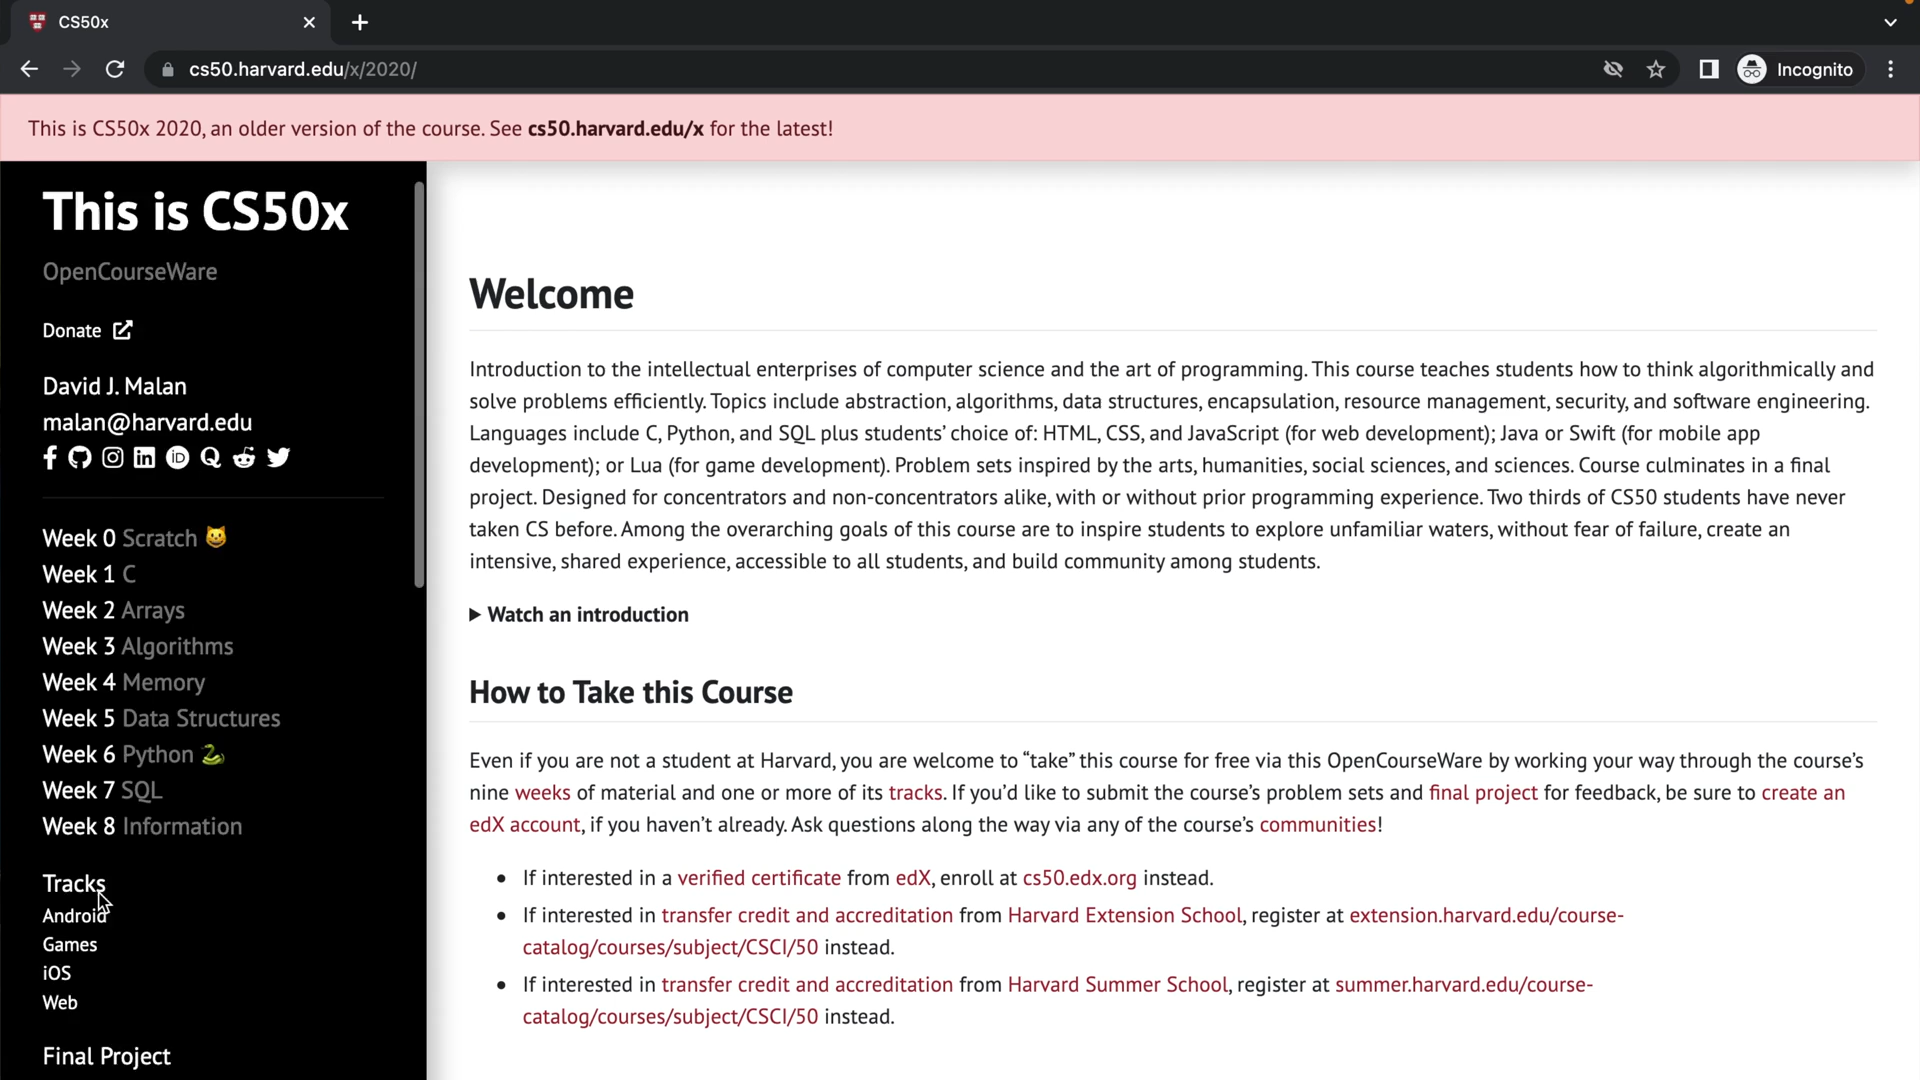 CS50x
cs50.harvard.edu/x/2020/
Incognito
This is CS50x 2020, an older version of the course. See cs50.harvard.edu/x for the latest!
This is CS50x
OpenCourseWare
Donate
David J. Malan
malan@harvard.edu
Week 0 Scratch
Week 1 C
Week 2 Arrays
Week 3 Algorithms
Week 4 Memory
Week 5 Data Structures
Week 6 Python
Week 7 SQL
Week 8 Information
Tracks
Android
Games
iOS
Web
Final Project
Welcome
Introduction to the intellectual enterprises of computer science and the art of programming. This course teaches students how to think algorithmically and
solve problems efficiently. Topics include abstraction, algorithms, data structures, encapsulation, resource management, security, and software engineering.
Languages include C, Python, and SQL plus students’ choice of: HTML, CSS, and JavaScript (for web development); Java or Swift (for mobile app
development); or Lua (for game development). Problem sets inspired by the arts, humanities, social sciences, and sciences. Course culminates in a final
project. Designed for concentrators and non-concentrators alike, with or without prior programming experience. Two thirds of CS50 students have never
taken CS before. Among the overarching goals of this course are to inspire students to explore unfamiliar waters, without fear of failure, create an
intensive, shared experience, accessible to all students, and build community among students.
Watch an introduction
How to Take this Course
Even if you are not a student at Harvard, you are welcome to “take” this course for free via this OpenCourseWare by working your way through the course’s
nine weeks of material and one or more of its tracks. If you’d like to submit the course’s problem sets and final project for feedback, be sure to create an
edX account, if you haven’t already. Ask questions along the way via any of the course’s communities!
• If interested in a verified certificate from edX, enroll at cs50.edx.org instead.
• If interested in transfer credit and accreditation from Harvard Extension School, register at extension.harvard.edu/course-
catalog/courses/subject/CSCI/50 instead.
• If interested in transfer credit and accreditation from Harvard Summer School, register at summer.harvard.edu/course-
catalog/courses/subject/CSCI/50 instead.